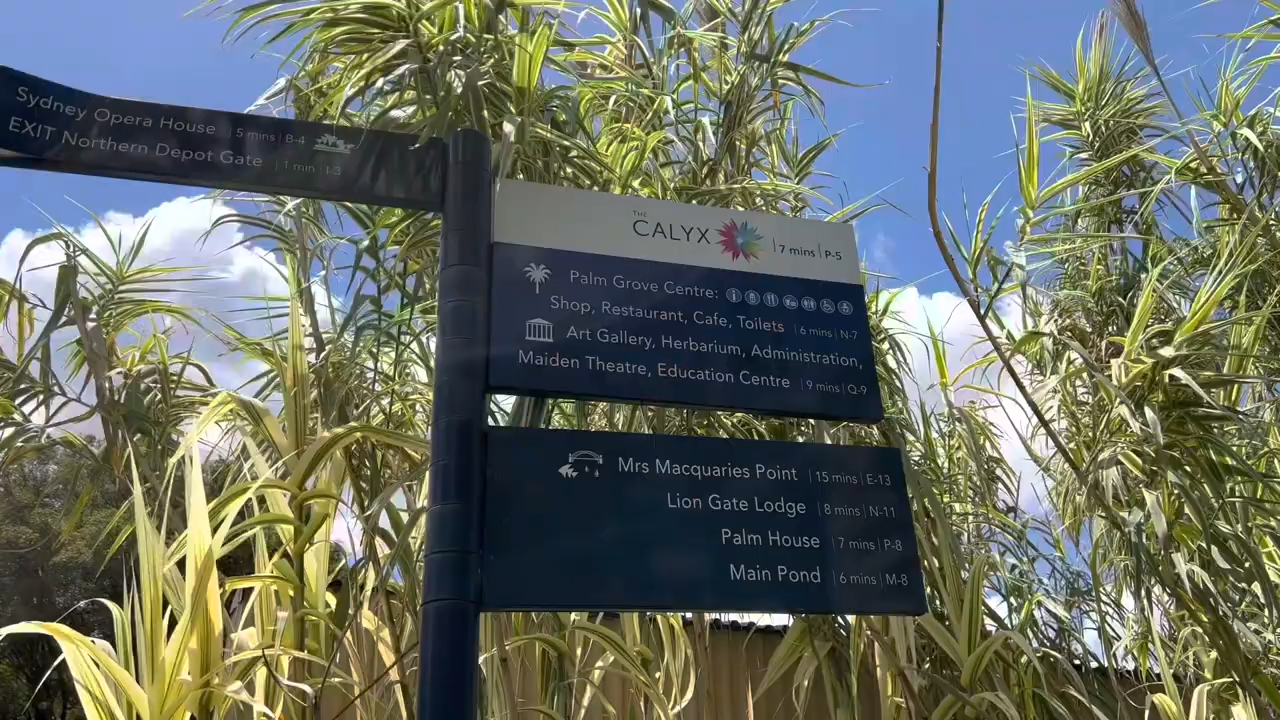 Sydney Opera House | 5 mins | B-4
EXIT Northern Depot Gate | 1 min | I-3
THE
CALYX | 7 mins | P-5
Palm Grove Centre:
Shop, Restaurant, Cafe, Toilets | 6 mins | N-7
Art Gallery, Herbarium, Administration,
Maiden Theatre, Education Centre | 9 mins | Q-9
Mrs Macquaries Point | 15 mins | E-13
Lion Gate Lodge | 8 mins | N-11
Palm House | 7 mins | P-8
Main Pond | 6 mins | M-8